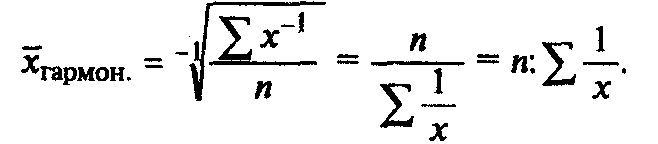 x̄гармон. = ⁻¹√(∑x⁻¹ / n) = n / ∑(1/x) = n: ∑ 1/x.